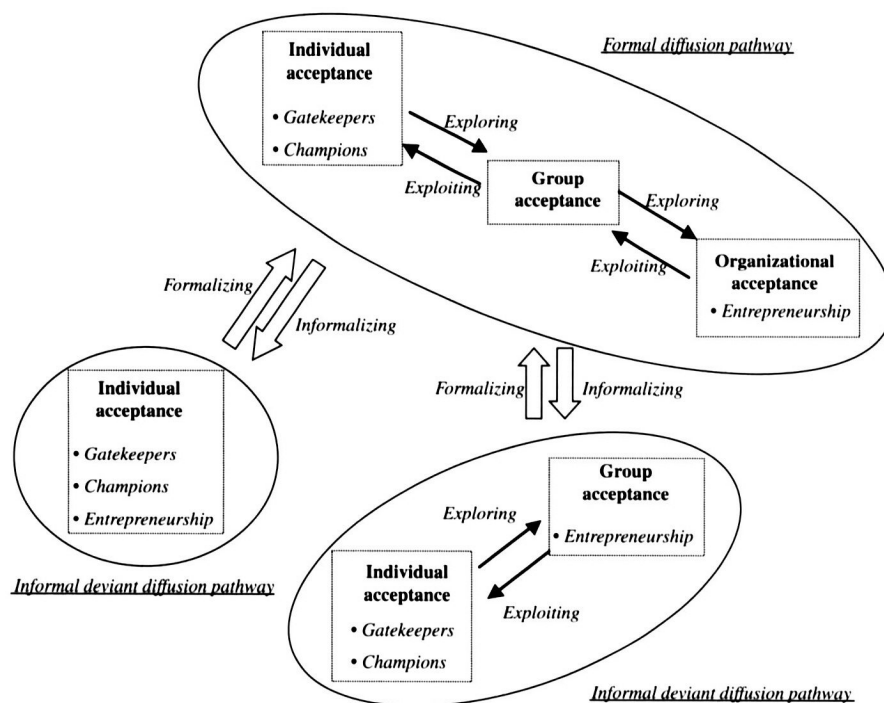 Formal diffusion pathway
Individual
acceptance
• Gatekeepers
• Champions
Exploring
Exploiting
Group
acceptance
Exploring
Exploiting
Organizational
acceptance
• Entrepreneurship
Formalizing
Informalizing
Formalizing
Informalizing
Individual
acceptance
• Gatekeepers
• Champions
• Entrepreneurship
Informal deviant diffusion pathway
Group
acceptance
• Entrepreneurship
Exploring
Exploiting
Individual
acceptance
• Gatekeepers
• Champions
Informal deviant diffusion pathway